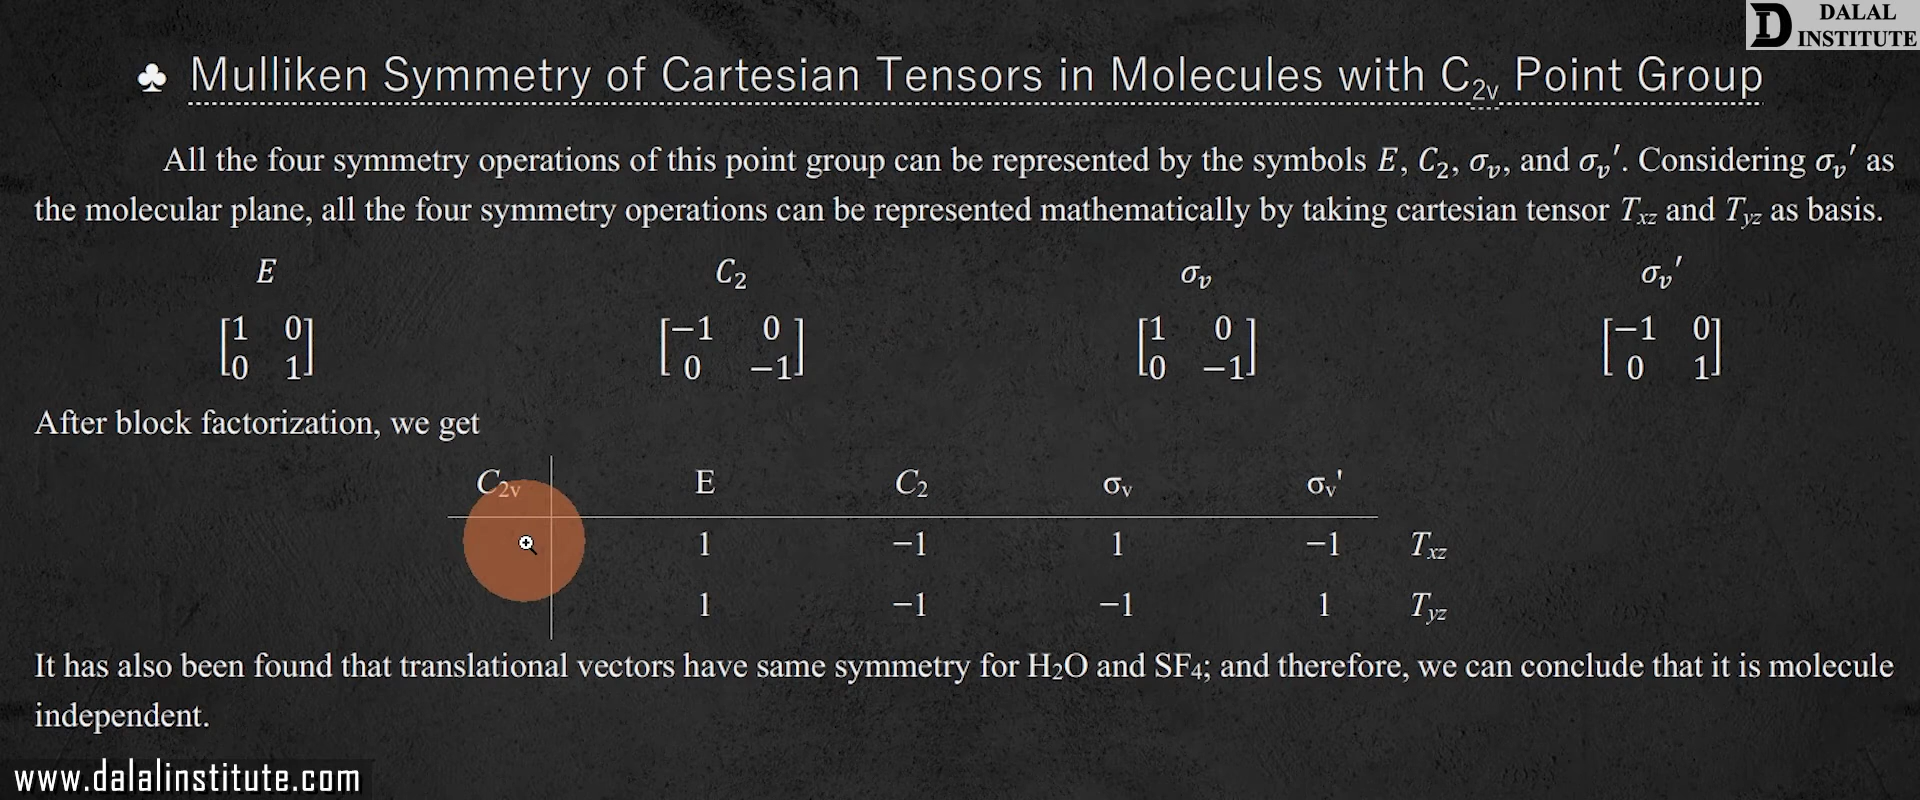 DALAL
INSTITUTE
♣ Mulliken Symmetry of Cartesian Tensors in Molecules with C₂ᵥ Point Group
All the four symmetry operations of this point group can be represented by the symbols E, C₂, σᵥ, and σᵥ′. Considering σᵥ′ as
the molecular plane, all the four symmetry operations can be represented mathematically by taking cartesian tensor Txz and Tyz as basis.
E C₂ σᵥ σᵥ′
[1 0] [−1 0] [1 0] [−1 0]
[0 1] [0 −1] [0 −1] [0 1]
After block factorization, we get
C₂ᵥ E C₂ σᵥ σᵥ'
1 −1 1 −1 Txz
1 −1 −1 1 Tyz
It has also been found that translational vectors have same symmetry for H₂O and SF₄; and therefore, we can conclude that it is molecule
independent.
www.dalalinstitute.com